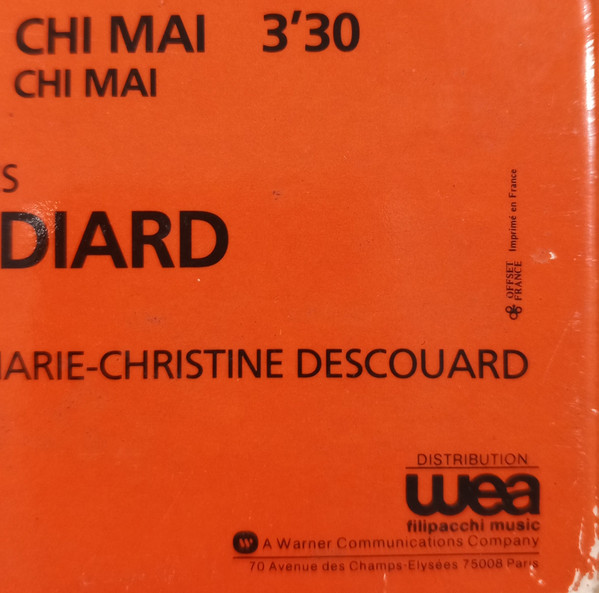 CHI MAI 3'30
CHI MAI
S
DIARD
ARIE-CHRISTINE DESCOUARD
OFFSET FRANCE Imprimé en France
DISTRIBUTION
wea
filipacchi music
A Warner Communications Company
70 Avenue des Champs-Elysées 75008 Paris